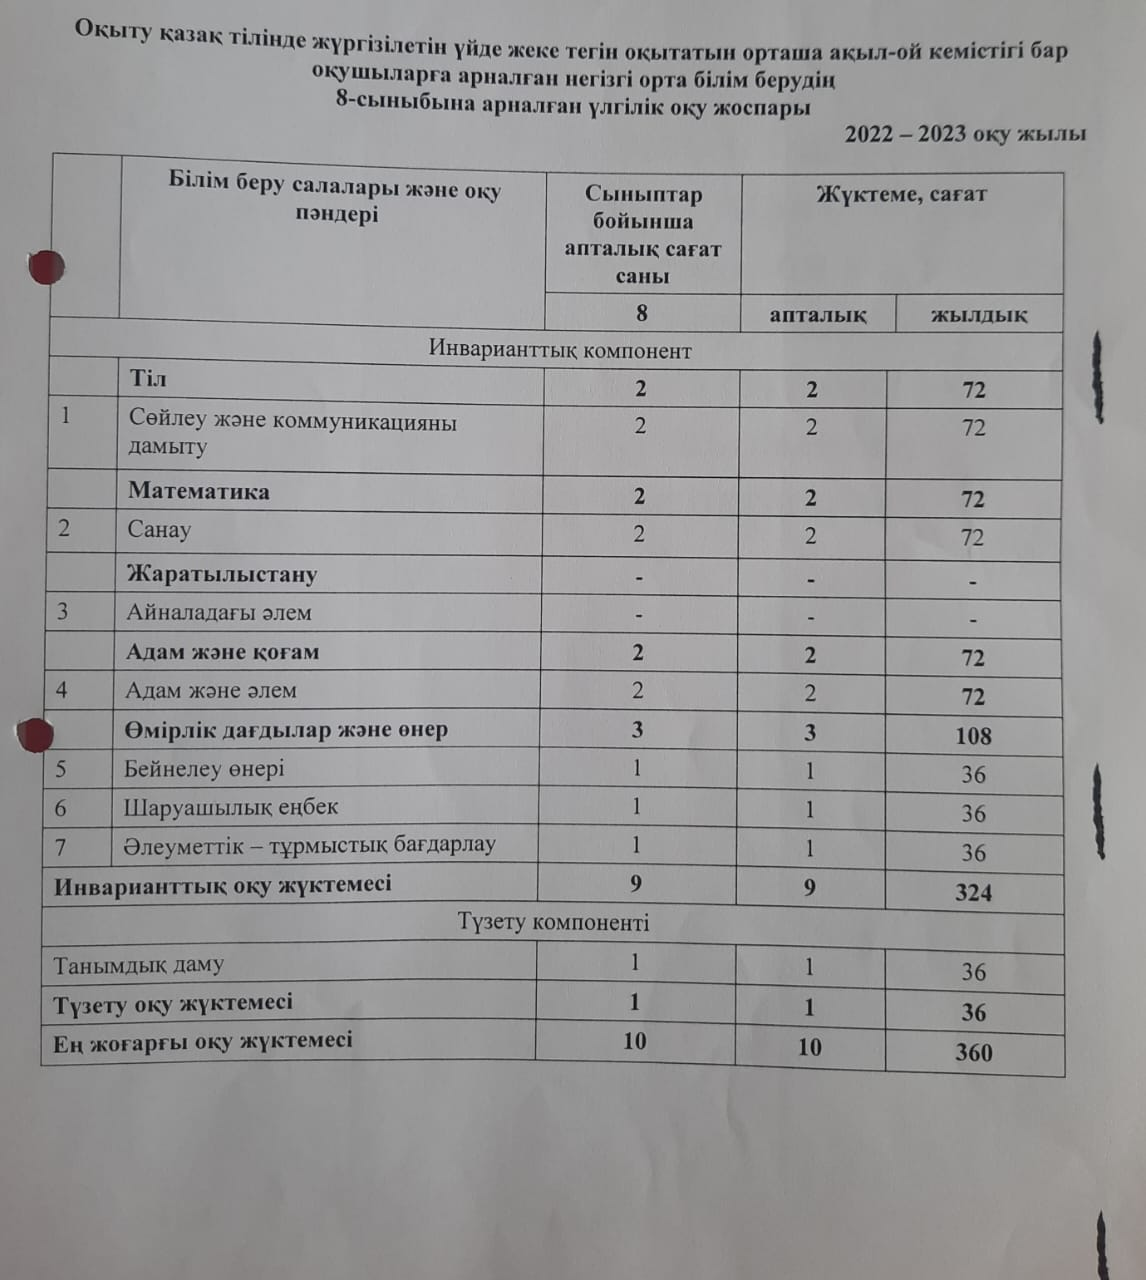 Оқыту қазақ тілінде жүргізілетін үйде жеке тегін оқытатын орташа ақыл-ой кемістігі бар
оқушыларға арналған негізгі орта білім берудің
8-сыныбына арналған үлгілік оқу жоспары
2022 – 2023 оқу жылы
Білім беру салалары және оқу
пәндері
Сыныптар
бойынша
апталық сағат
саны
Жүктеме, сағат
8 апталық жылдық
Инварианттық компонент
Тіл 2 2 72
1 Сөйлеу және коммуникацияны 2 2 72
дамыту
Математика 2 2 72
2 Санау 2 2 72
Жаратылыстану - - -
3 Айналадағы әлем - - -
Адам және қоғам 2 2 72
4 Адам және әлем 2 2 72
Өмірлік дағдылар және өнер 3 3 108
5 Бейнелеу өнері 1 1 36
6 Шаруашылық еңбек 1 1 36
7 Әлеуметтік – тұрмыстық бағдарлау 1 1 36
Инварианттық оқу жүктемесі 9 9 324
Түзету компоненті
Танымдық даму 1 1 36
Түзету оқу жүктемесі 1 1 36
Ең жоғарғы оқу жүктемесі 10 10 360